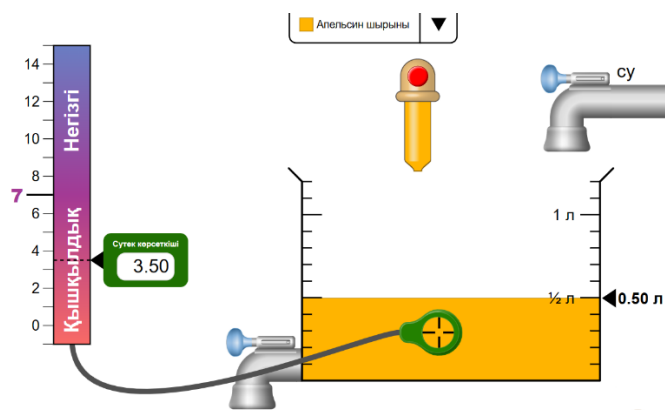 Апельсин шырыны
су
14
12
10
8
7
6
4
2
0
Негізгі
Қышқылдық
Сутек көрсеткіші
3.50
1 л
½ л
0.50 л